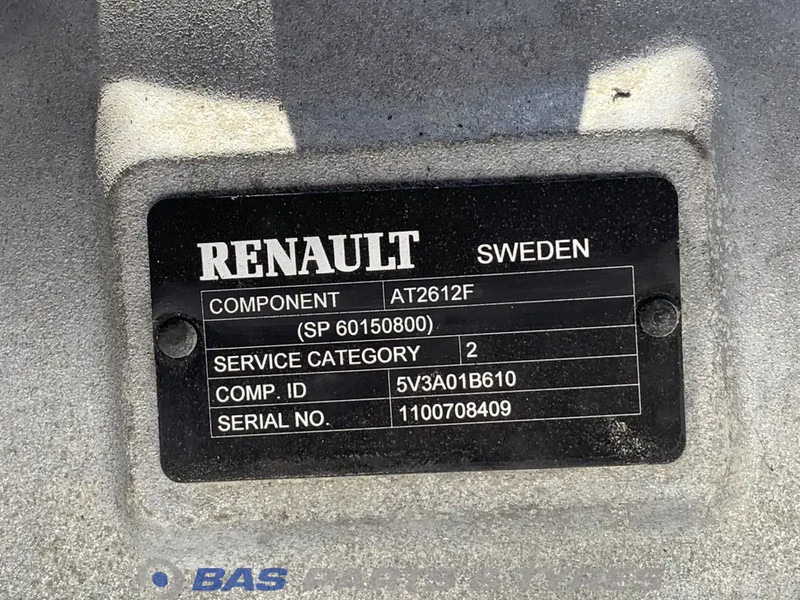 RENAULT SWEDEN
COMPONENT AT2612F
(SP 60150800)
SERVICE CATEGORY 2
COMP. ID 5V3A01B610
SERIAL NO. 1100708409
BAS PARTS & TYRES